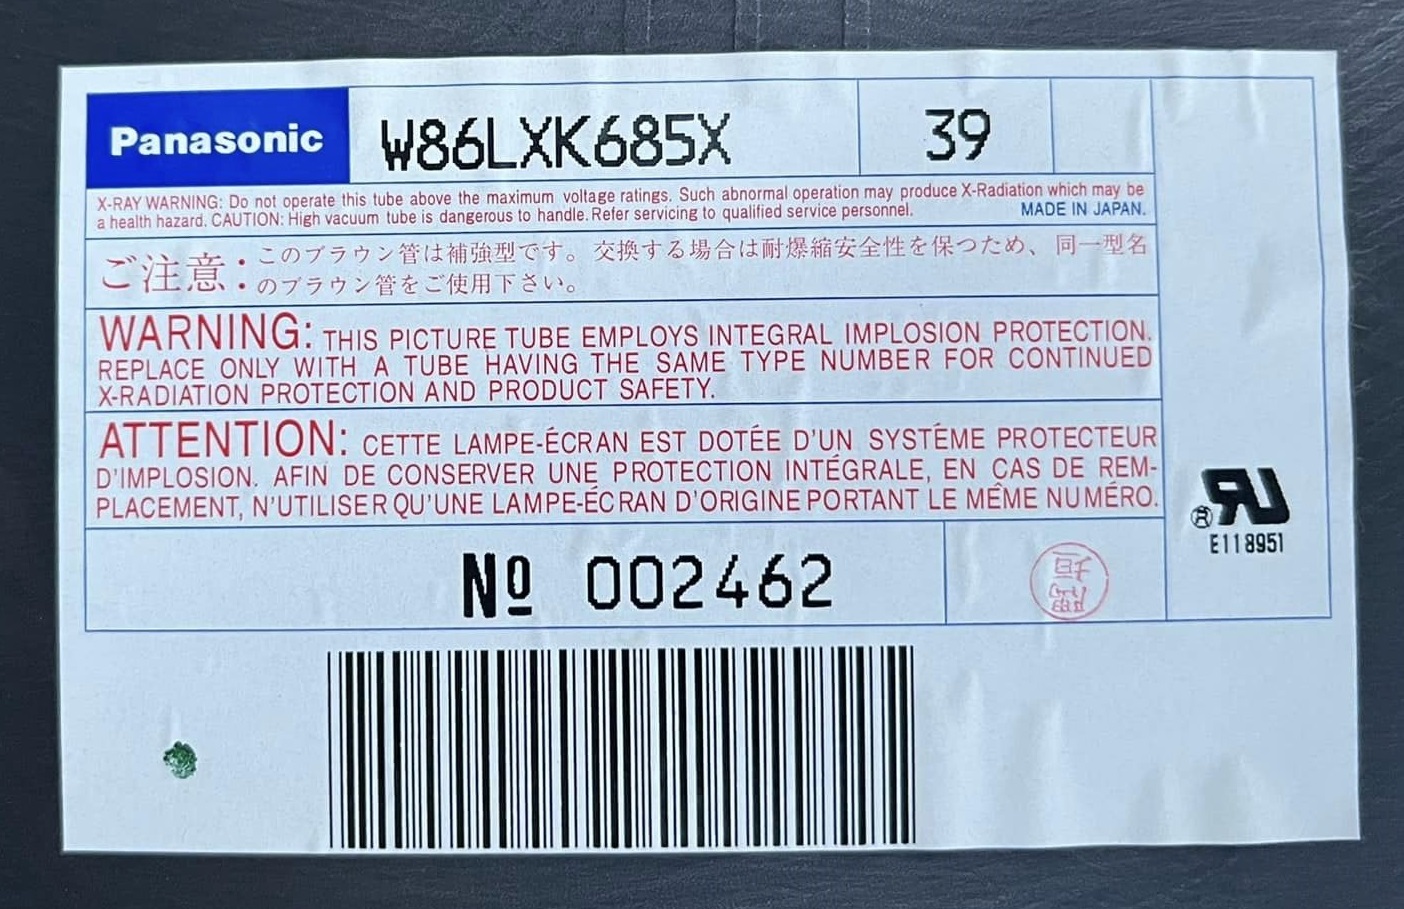 Panasonic W86LXK685X 39
X-RAY WARNING: Do not operate this tube above the maximum voltage ratings. Such abnormal operation may produce X-Radiation which may be
a health hazard. CAUTION: High vacuum tube is dangerous to handle. Refer servicing to qualified service personnel. MADE IN JAPAN.
ご注意：このブラウン管は補強型です。交換する場合は耐爆縮安全性を保つため、同一型名
のブラウン管をご使用下さい。
WARNING: THIS PICTURE TUBE EMPLOYS INTEGRAL IMPLOSION PROTECTION.
REPLACE ONLY WITH A TUBE HAVING THE SAME TYPE NUMBER FOR CONTINUED
X-RADIATION PROTECTION AND PRODUCT SAFETY.
ATTENTION: CETTE LAMPE-ÉCRAN EST DOTÉE D'UN SYSTÉME PROTECTEUR
D'IMPLOSION. AFIN DE CONSERVER UNE PROTECTION INTÉGRALE, EN CAS DE REM-
PLACEMENT, N'UTILISER QU'UNE LAMPE-ÉCRAN D'ORIGINE PORTANT LE MÊME NUMÉRO.
RU ®
E118951
Nº 002462